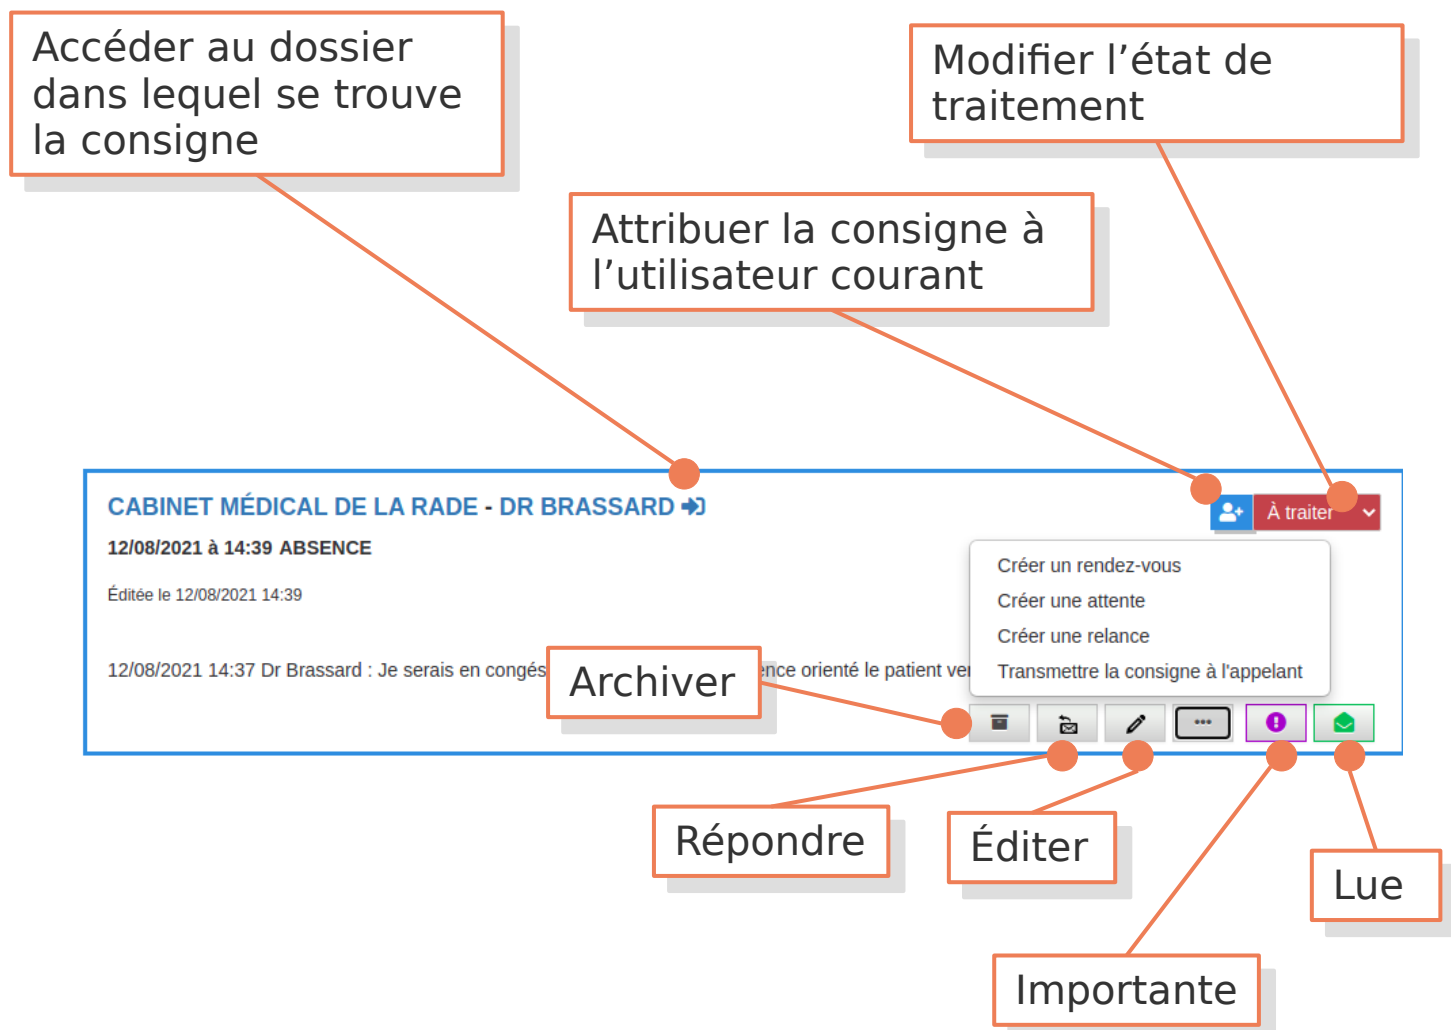 Accéder au dossier
dans lequel se trouve
la consigne
Modifier l’état de
traitement
Attribuer la consigne à
l’utilisateur courant
CABINET MÉDICAL DE LA RADE - DR BRASSARD
À traiter
12/08/2021 à 14:39 ABSENCE
Éditée le 12/08/2021 14:39
Créer un rendez-vous
Créer une attente
Créer une relance
Transmettre la consigne à l'appelant
12/08/2021 14:37 Dr Brassard : Je serais en congés
orienté le patient
Archiver
Répondre
Éditer
Lue
Importante